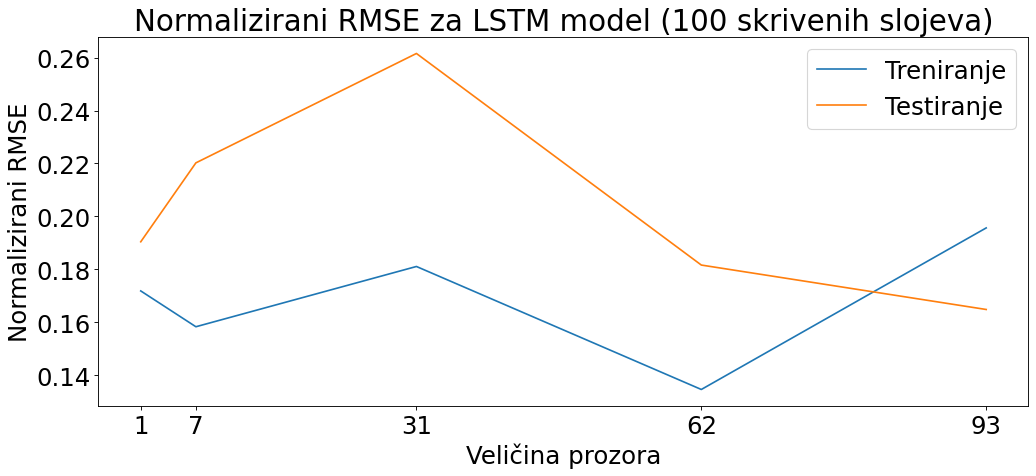 Normalizirani RMSE za LSTM model (100 skrivenih slojeva)
Treniranje
Testiranje
Normalizirani RMSE
0.26
0.24
0.22
0.20
0.18
0.16
0.14
1 7 31 62 93
Veličina prozora